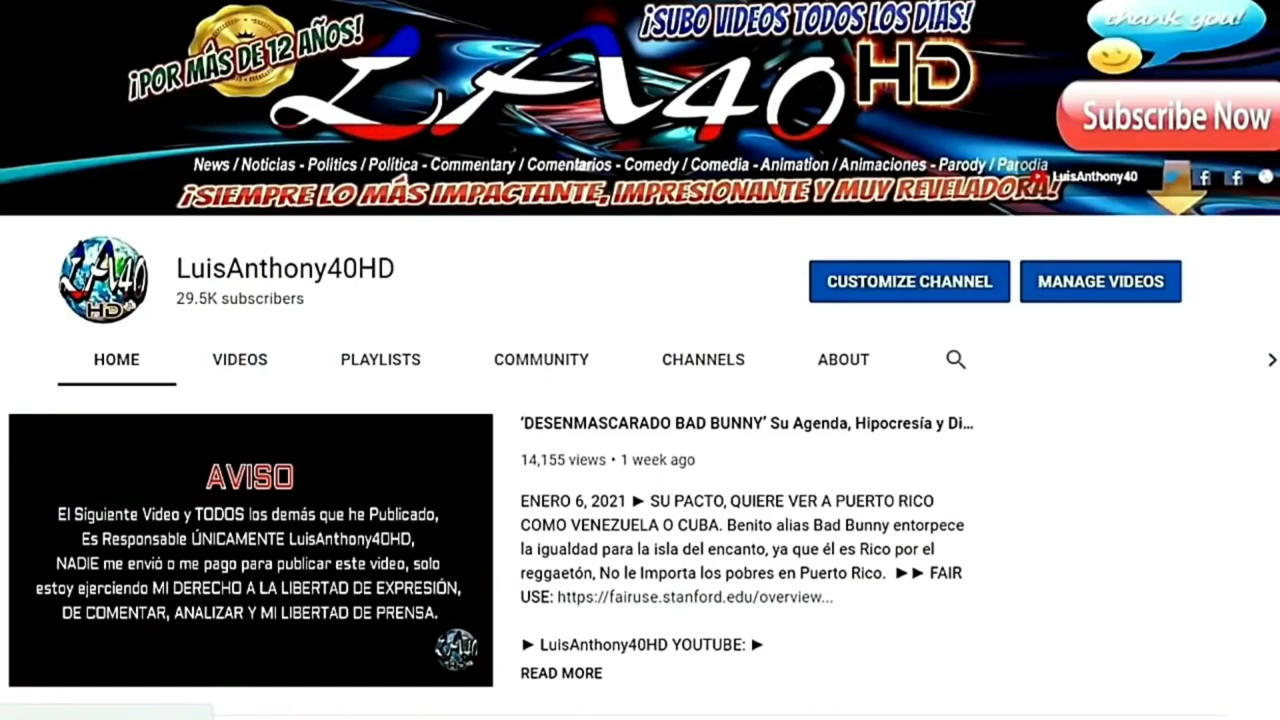 ¡POR MÁS DE 12 AÑOS!
¡SUBO VIDEOS TODOS LOS DÍAS!
thank you!
LA40 HD
Subscribe Now
News / Noticias - Politics / Política - Commentary / Comentarios - Comedy / Comedia - Animation / Animaciones - Parody / Parodia
LuisAnthony40
¡SIEMPRE LO MÁS IMPACTANTE, IMPRESIONANTE Y MUY REVELADORA!
LA40
HD
LuisAnthony40HD
29.5K subscribers
CUSTOMIZE CHANNEL
MANAGE VIDEOS
HOME VIDEOS PLAYLISTS COMMUNITY CHANNELS ABOUT
AVISO
El Siguiente Video y TODOS los demás que he Publicado,
Es Responsable ÚNICAMENTE LuisAnthony40HD,
NADIE me envió o me pago para publicar este video, solo
estoy ejerciendo MI DERECHO A LA LIBERTAD DE EXPRESIÓN,
DE COMENTAR, ANALIZAR Y MI LIBERTAD DE PRENSA.
'DESENMASCARADO BAD BUNNY' Su Agenda, Hipocresía y Di...
14,155 views • 1 week ago
ENERO 6, 2021 ► SU PACTO, QUIERE VER A PUERTO RICO
COMO VENEZUELA O CUBA. Benito alias Bad Bunny entorpece
la igualdad para la isla del encanto, ya que él es Rico por el
reggaetón, No le Importa los pobres en Puerto Rico. ►► FAIR
USE: https://fairuse.stanford.edu/overview...
► LuisAnthony40HD YOUTUBE: ►
READ MORE